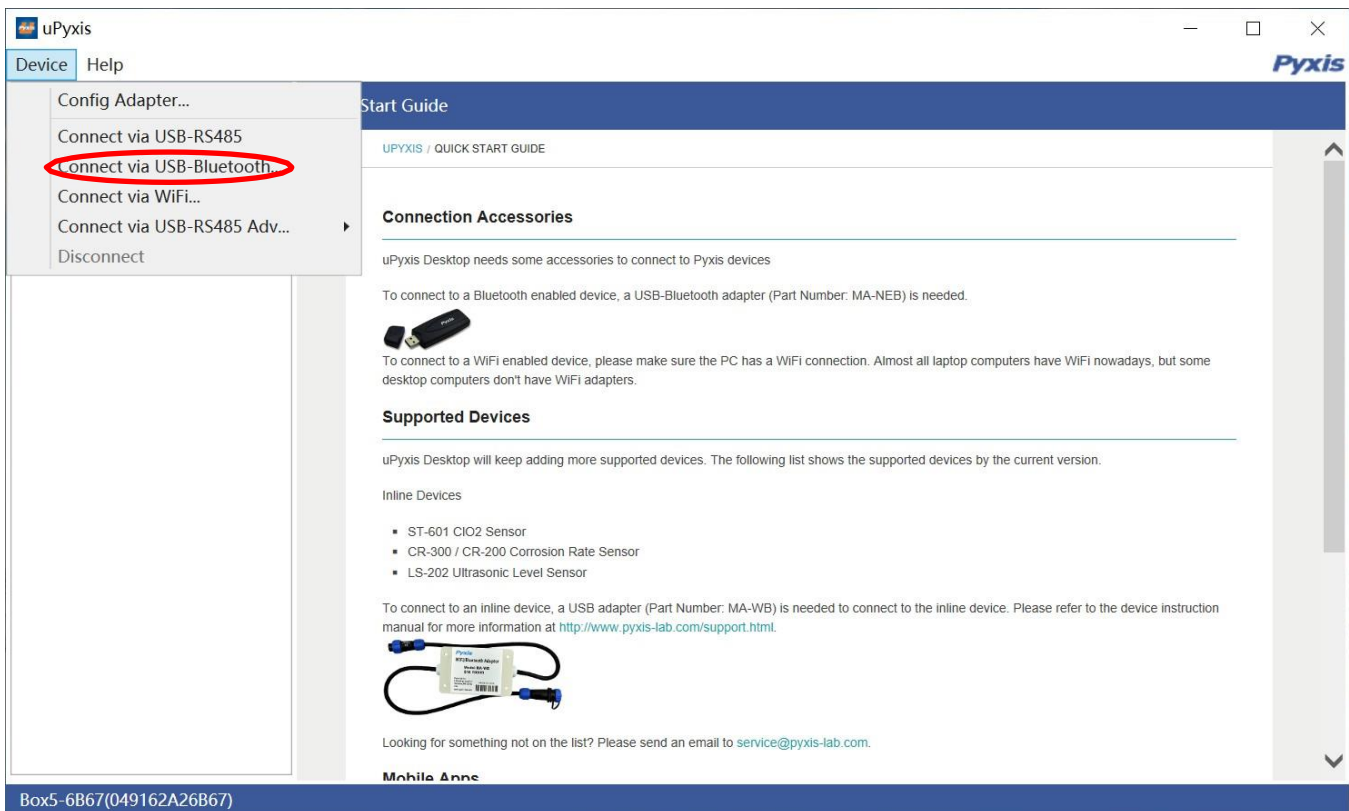 uPyxis
Device Help
Pyxis
Config Adapter...
Connect via USB-RS485
Connect via USB-Bluetooth...
Connect via WiFi...
Connect via USB-RS485 Adv...
Disconnect
Start Guide
UPYXIS / QUICK START GUIDE
Connection Accessories
uPyxis Desktop needs some accessories to connect to Pyxis devices
To connect to a Bluetooth enabled device, a USB-Bluetooth adapter (Part Number: MA-NEB) is needed.
Pyxis
To connect to a WiFi enabled device, please make sure the PC has a WiFi connection. Almost all laptop computers have WiFi nowadays, but some
desktop computers don't have WiFi adapters.
Supported Devices
uPyxis Desktop will keep adding more supported devices. The following list shows the supported devices by the current version.
Inline Devices
▪ ST-601 ClO2 Sensor
▪ CR-300 / CR-200 Corrosion Rate Sensor
▪ LS-202 Ultrasonic Level Sensor
To connect to an inline device, a USB adapter (Part Number: MA-WB) is needed to connect to the inline device. Please refer to the device instruction
manual for more information at http://www.pyxis-lab.com/support.html.
Pyxis
Looking for something not on the list? Please send an email to service@pyxis-lab.com.
Mobile Apps
Box5-6B67(049162A26B67)